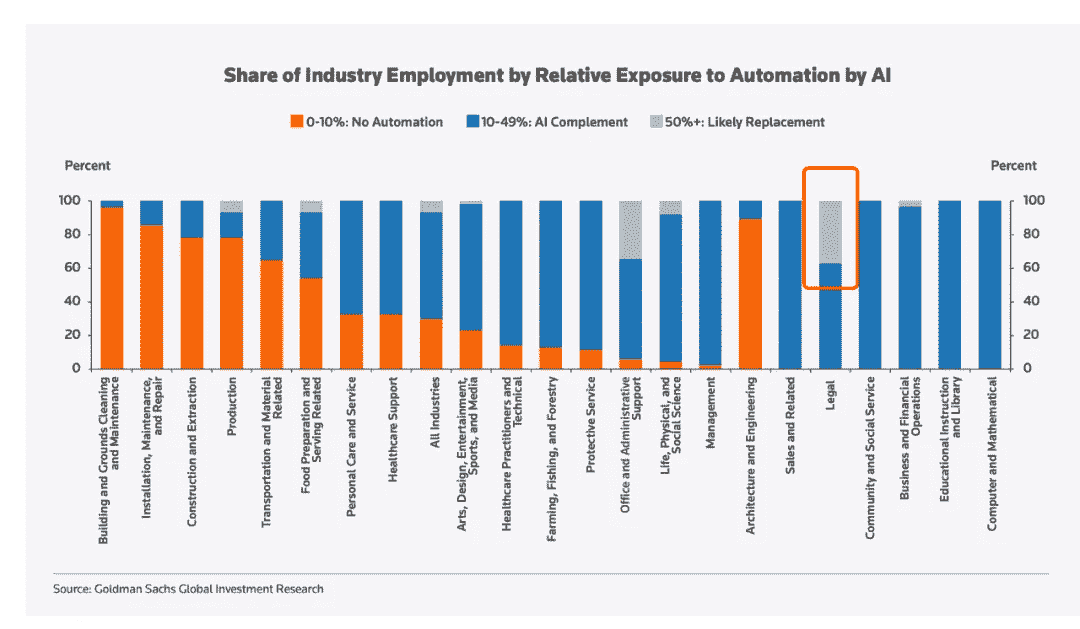 Share of Industry Employment by Relative Exposure to Automation by AI
0-10%: No Automation
10-49%: AI Complement
50%+: Likely Replacement
Percent
Percent
100
80
60
40
20
0
100
80
60
40
20
0
Building and Grounds Cleaning
and Maintenance
Installation, Maintenance,
and Repair
Construction and Extraction
Production
Transportation and Material
Related
Food Preparation and
Serving Related
Personal Care and Service
Healthcare Support
All Industries
Arts, Design, Entertainment,
Sports, and Media
Healthcare Practitioners and
Technical
Farming, Fishing, and Forestry
Protective Service
Office and Administrative
Support
Life, Physical, and
Social Science
Management
Architecture and Engineering
Sales and Related
Legal
Community and Social Service
Business and Financial
Operations
Educational Instruction
and Library
Computer and Mathematical
Source: Goldman Sachs Global Investment Research